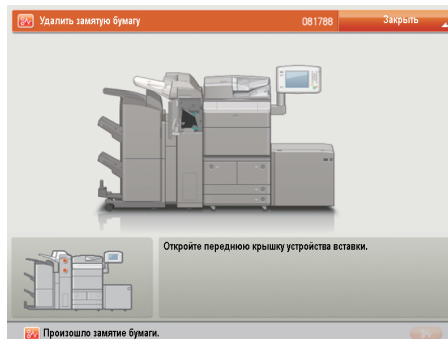 Удалить замятую бумагу
081788
Закрыть
Откройте переднюю крышку устройства вставки.
Произошло замятие бумаги.